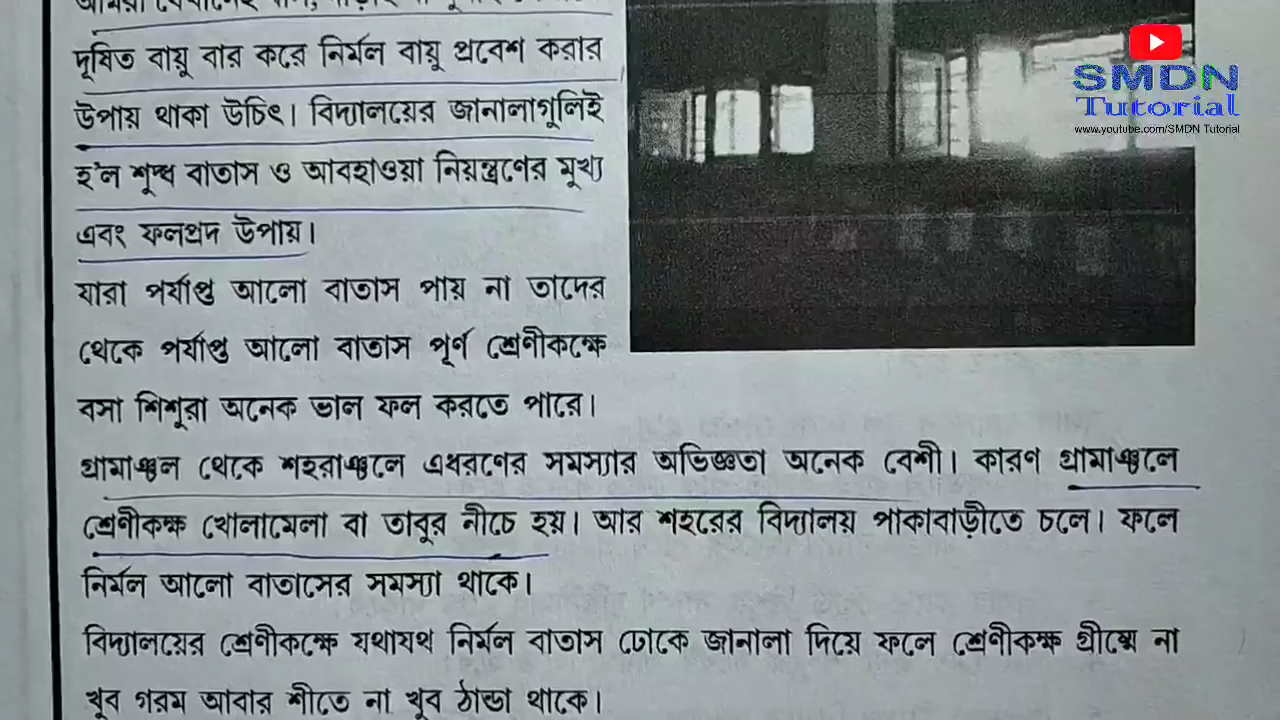 দূষিত বায়ু বার করে নির্মল বায়ু প্রবেশ করার
উপায় থাকা উচিৎ। বিদ্যালয়ের জানালাগুলিই
হ'ল শুদ্ধ বাতাস ও আবহাওয়া নিয়ন্ত্রণের মুখ্য
এবং ফলপ্রদ উপায়।
যারা পর্যাপ্ত আলো বাতাস পায় না তাদের
থেকে পর্যাপ্ত আলো বাতাস পূর্ণ শ্রেণীকক্ষে
বসা শিশুরা অনেক ভাল ফল করতে পারে।
গ্রামাঞ্চল থেকে শহরাঞ্চলে এধরণের সমস্যার অভিজ্ঞতা অনেক বেশী। কারণ গ্রামাঞ্চলে
শ্রেণীকক্ষ খোলামেলা বা তাবুর নীচে হয়। আর শহরের বিদ্যালয় পাকাবাড়ীতে চলে। ফলে
নির্মল আলো বাতাসের সমস্যা থাকে।
বিদ্যালয়ের শ্রেণীকক্ষে যথাযথ নির্মল বাতাস ঢোকে জানালা দিয়ে ফলে শ্রেণীকক্ষ গ্রীষ্মে না
খুব গরম আবার শীতে না খুব ঠান্ডা থাকে।
SMDN
Tutorial
www.youtube.com/SMDN Tutorial